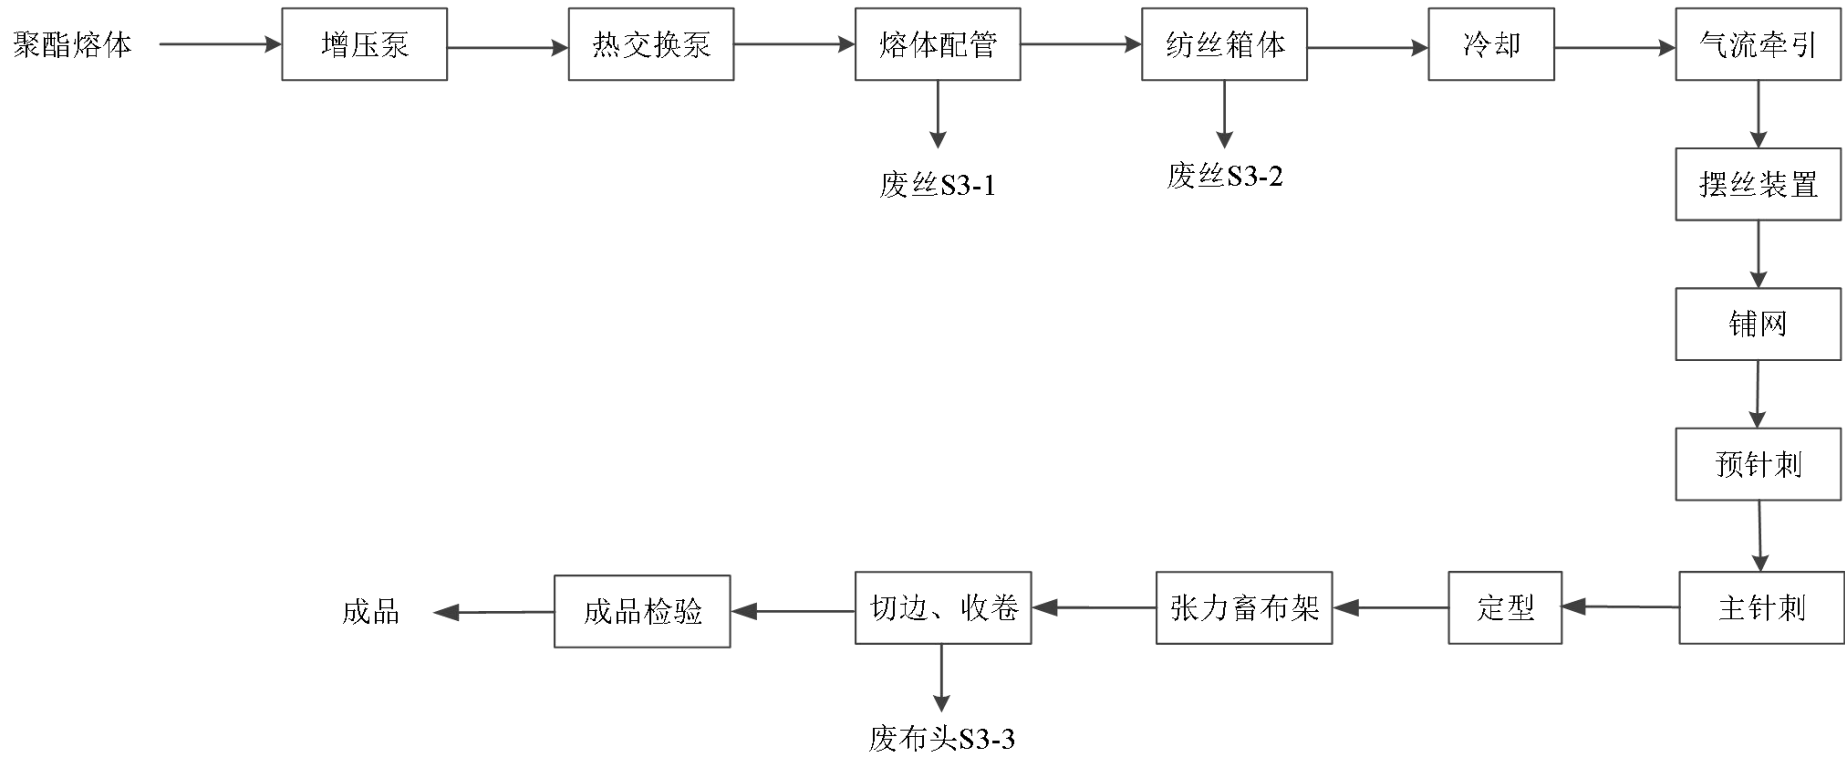 聚酯熔体
增压泵
热交换泵
熔体配管
纺丝箱体
冷却
气流牵引
废丝S3-1
废丝S3-2
摆丝装置
铺网
预针刺
主针刺
定型
张力畜布架
切边、收卷
成品检验
成品
废布头S3-3